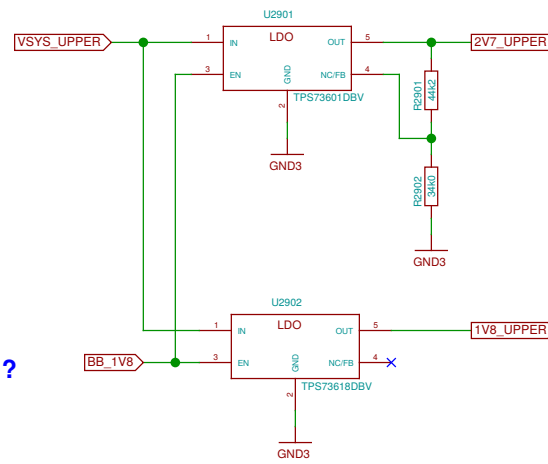 U2901
VSYS_UPPER 1 IN LDO OUT 5 2V7_UPPER
3 EN GND NC/FB 4
R2901 44k2
TPS73601DBV
2
GND3
R2902 34k0
GND3
U2902
LDO
1 IN OUT 5 1V8_UPPER
? BB_1V8 3 EN GND NC/FB 4
TPS73618DBV
2
GND3